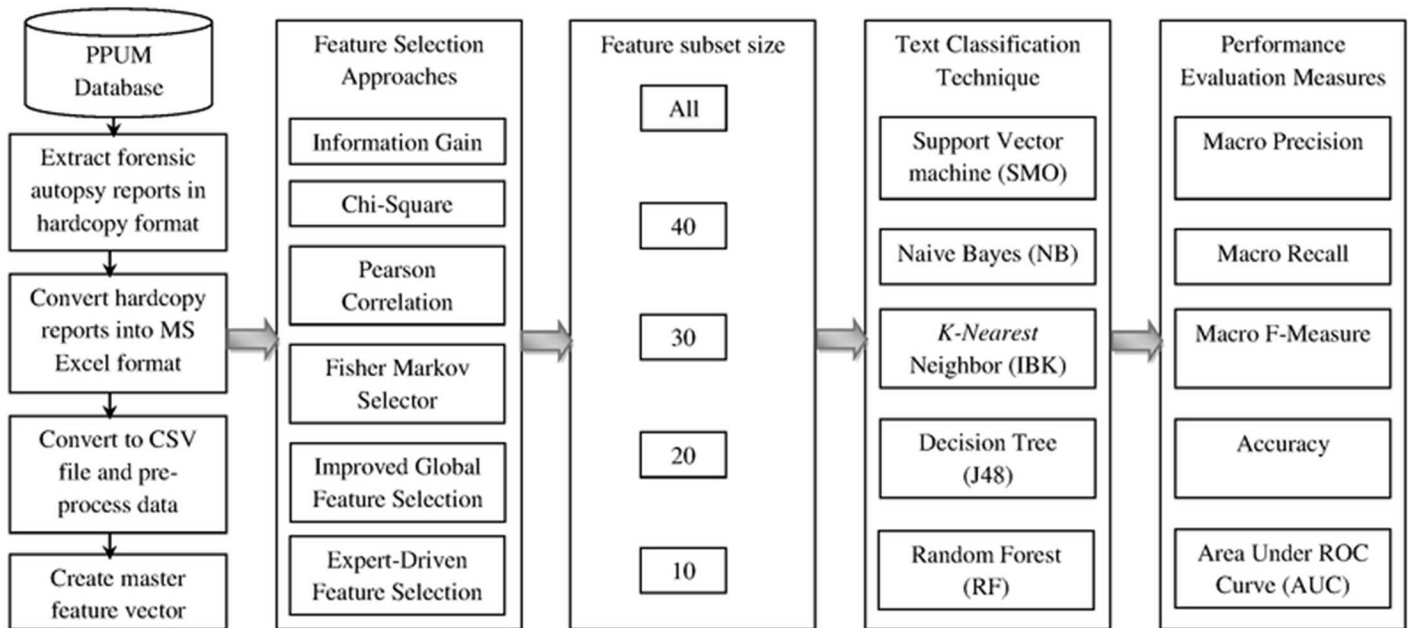 PPUM
Database
Extract forensic
autopsy reports in
hardcopy format
Convert hardcopy
reports into MS
Excel format
Convert to CSV
file and pre-
process data
Create master
feature vector
Feature Selection
Approaches
Information Gain
Chi-Square
Pearson
Correlation
Fisher Markov
Selector
Improved Global
Feature Selection
Expert-Driven
Feature Selection
Feature subset size
All
40
30
20
10
Text Classification
Technique
Support Vector
machine (SMO)
Naive Bayes (NB)
K-Nearest
Neighbor (IBK)
Decision Tree
(J48)
Random Forest
(RF)
Performance
Evaluation Measures
Macro Precision
Macro Recall
Macro F-Measure
Accuracy
Area Under ROC
Curve (AUC)